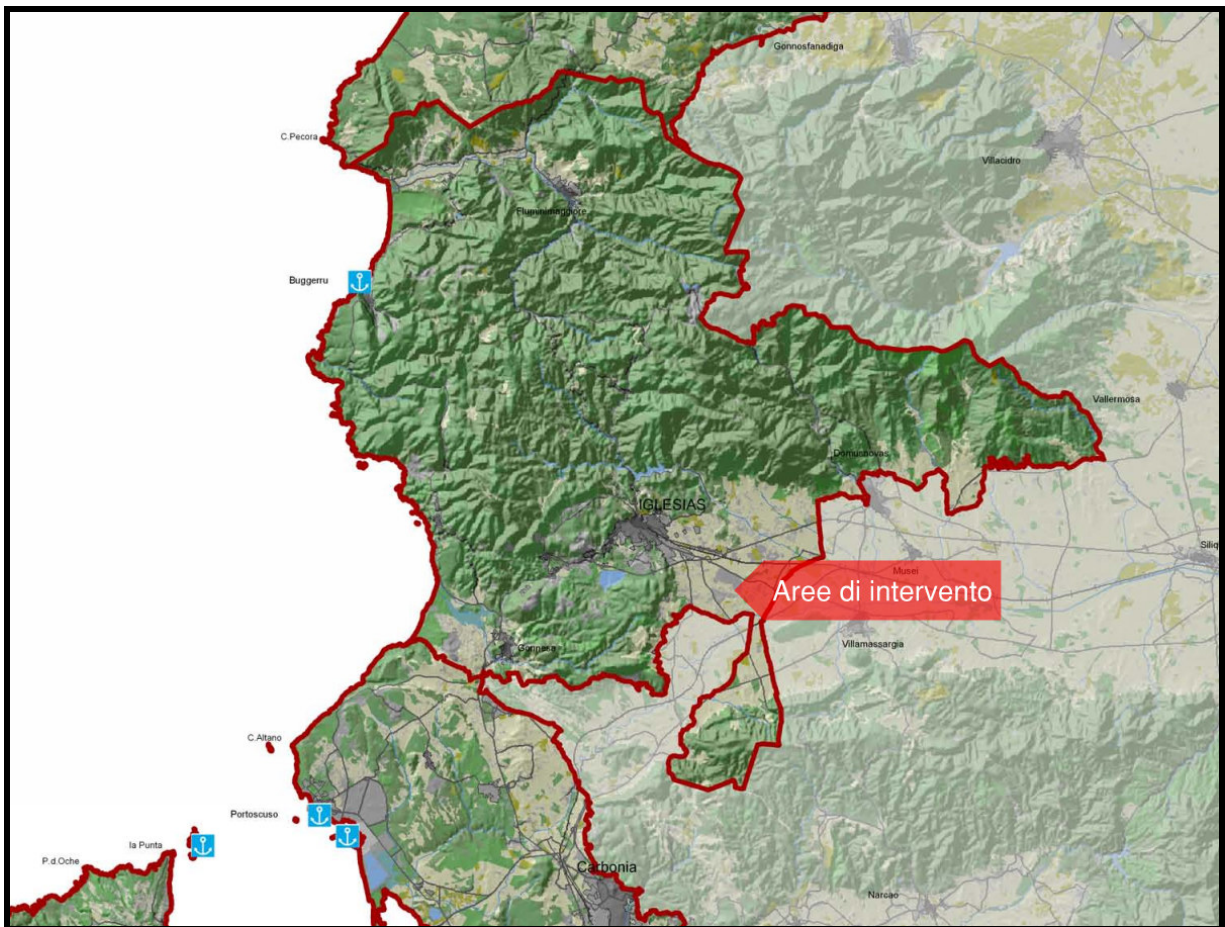 Gonnosfanadiga
C.Pecora
Villacidro
Fluminimaggiore
Buggerru
Vallermosa
Domusnovas
IGLESIAS
Siliq
Musei
Aree di intervento
Villamassargia
Gonnesa
C.Altano
Portoscuso
la Punta
P.d.Oche
Carbonia
Narcao